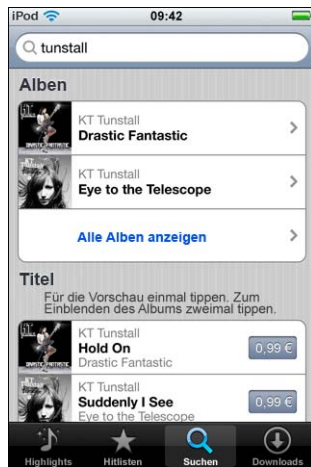 iPod 09:42
tunstall
Alben
KT Tunstall
Drastic Fantastic
KT Tunstall
Eye to the Telescope
Alle Alben anzeigen
Titel
Für die Vorschau einmal tippen. Zum
Einblenden des Albums zweimal tippen.
KT Tunstall
Hold On 0,99 €
Drastic Fantastic
KT Tunstall
Suddenly I See 0,99 €
Eye to the Telescope
Highlights Hitlisten Suchen Downloads